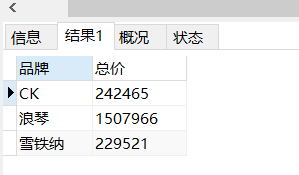 信息 结果1 概况 状态
品牌 总价
CK 242465
浪琴 1507966
雪铁纳 229521